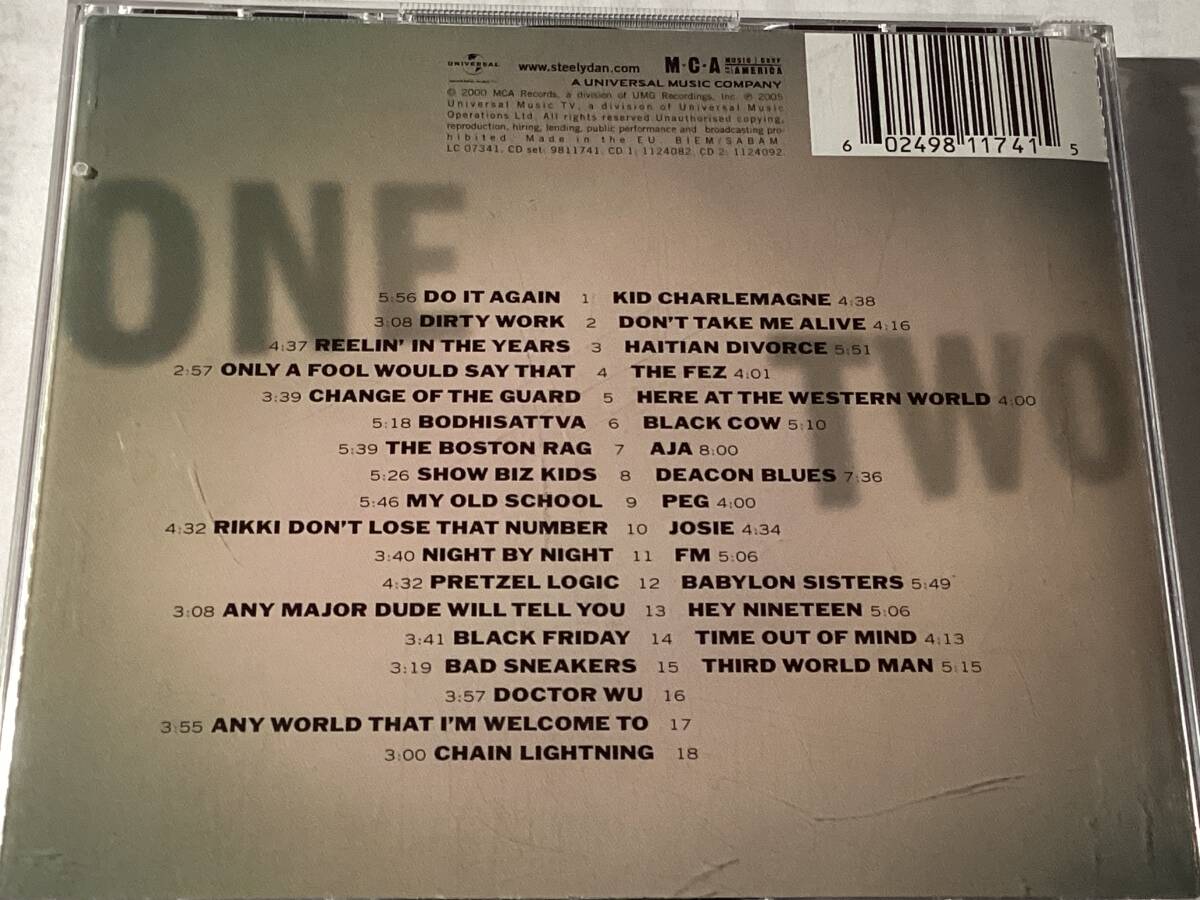 UNIVERSAL www.steelydan.com M·C·A MUSIC CORP OF AMERICA
A UNIVERSAL MUSIC COMPANY
© 2000 MCA Records, a division of UMG Recordings, Inc. ℗ 2005
Universal Music TV, a division of Universal Music
Operations Ltd. All rights reserved. Unauthorised copying,
reproduction, hiring, lending, public performance and broadcasting pro-
hibited. Made in the EU. BIEM/SABAM.
LC 07341. CD set: 9811741. CD 1: 1124082. CD 2: 1124092.
6 02498 11741 5
ONE
TWO
5:56 DO IT AGAIN 1 KID CHARLEMAGNE 4:38
3:08 DIRTY WORK 2 DON'T TAKE ME ALIVE 4:16
4:37 REELIN' IN THE YEARS 3 HAITIAN DIVORCE 5:51
2:57 ONLY A FOOL WOULD SAY THAT 4 THE FEZ 4:01
3:39 CHANGE OF THE GUARD 5 HERE AT THE WESTERN WORLD 4:00
5:18 BODHISATTVA 6 BLACK COW 5:10
5:39 THE BOSTON RAG 7 AJA 8:00
5:26 SHOW BIZ KIDS 8 DEACON BLUES 7:36
5:46 MY OLD SCHOOL 9 PEG 4:00
4:32 RIKKI DON'T LOSE THAT NUMBER 10 JOSIE 4:34
3:40 NIGHT BY NIGHT 11 FM 5:06
4:32 PRETZEL LOGIC 12 BABYLON SISTERS 5:49
3:08 ANY MAJOR DUDE WILL TELL YOU 13 HEY NINETEEN 5:06
3:41 BLACK FRIDAY 14 TIME OUT OF MIND 4:13
3:19 BAD SNEAKERS 15 THIRD WORLD MAN 5:15
3:57 DOCTOR WU 16
3:55 ANY WORLD THAT I'M WELCOME TO 17
3:00 CHAIN LIGHTNING 18